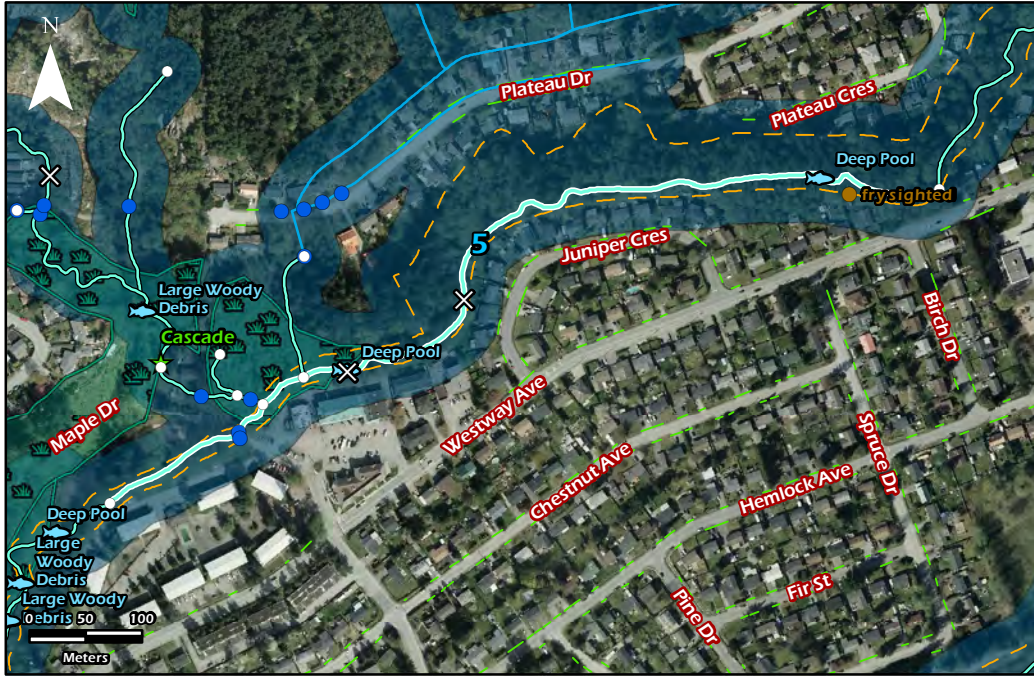 N
Plateau Dr
Plateau Cres
Deep Pool
fry sighted
5
Juniper Cres
Large Woody
Debris
Cascade
Birch Dr
Deep Pool
Maple Dr
Westway Ave
Spruce Dr
Chestnut Ave
Hemlock Ave
Deep Pool
Large
Woody
Debris
Fir St
Large Woody
Debris
Pine Dr
0 50 100
Meters